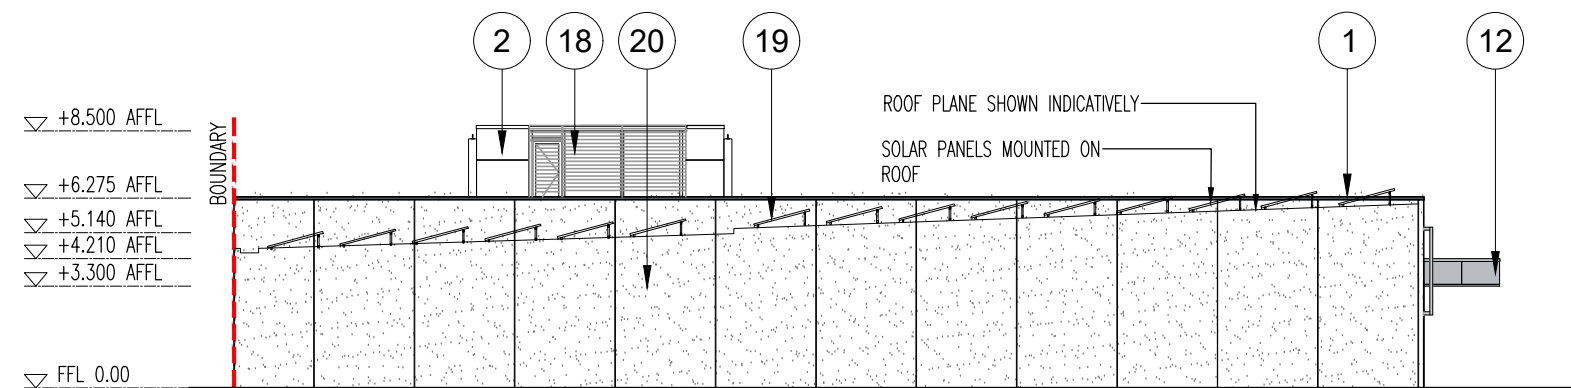 2 18 20 19 1 12
ROOF PLANE SHOWN INDICATIVELY
SOLAR PANELS MOUNTED ON
ROOF
+8.500 AFFL
+6.275 AFFL
+5.140 AFFL
+4.210 AFFL
+3.300 AFFL
FFL 0.00
BOUNDARY